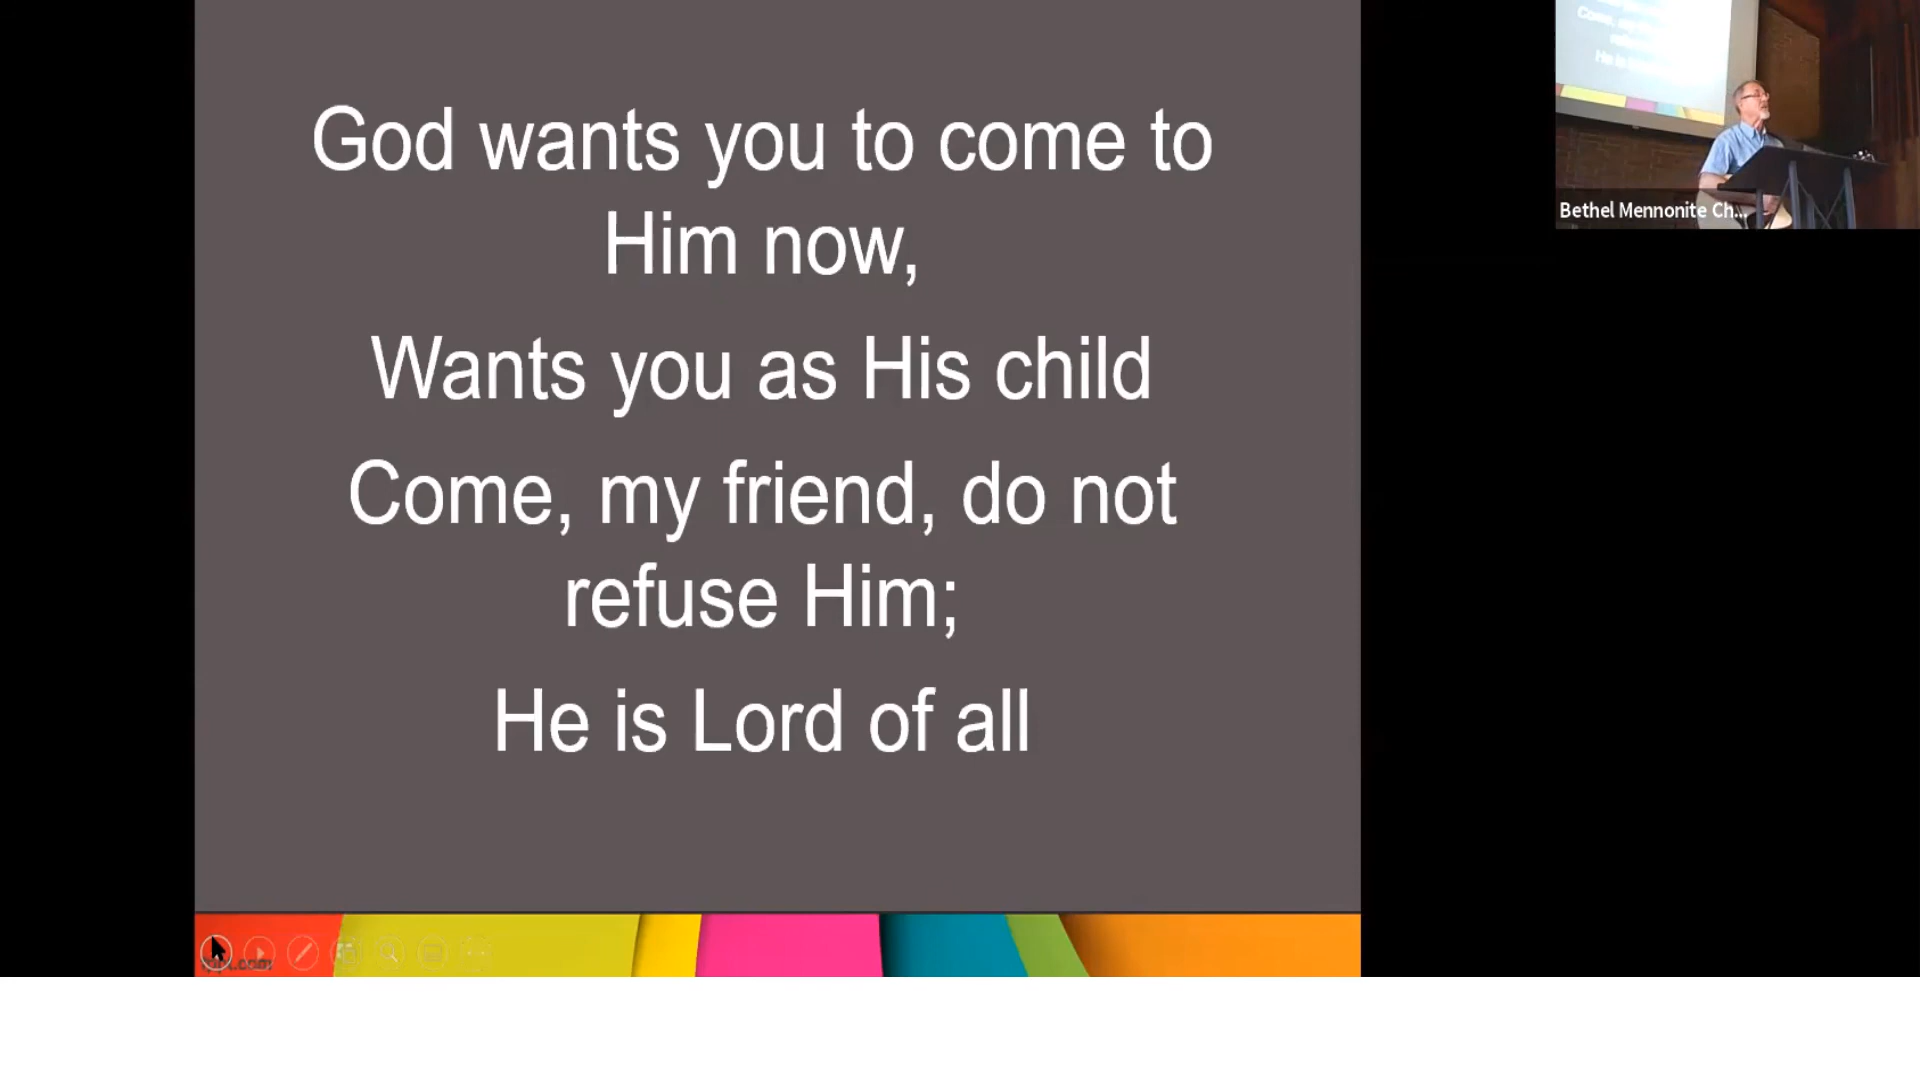 God wants you to come to
Him now,
Wants you as His child
Come, my friend, do not
refuse Him;
He is Lord of all
Bethel Mennonite Ch...